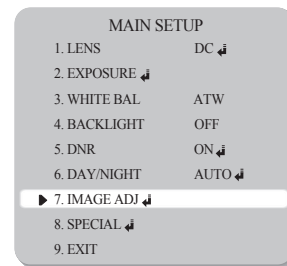 MAIN SETUP
1. LENS DC ↲
2. EXPOSURE ↲
3. WHITE BAL ATW
4. BACKLIGHT OFF
5. DNR ON ↲
6. DAY/NIGHT AUTO ↲
▶ 7. IMAGE ADJ ↲
8. SPECIAL ↲
9. EXIT